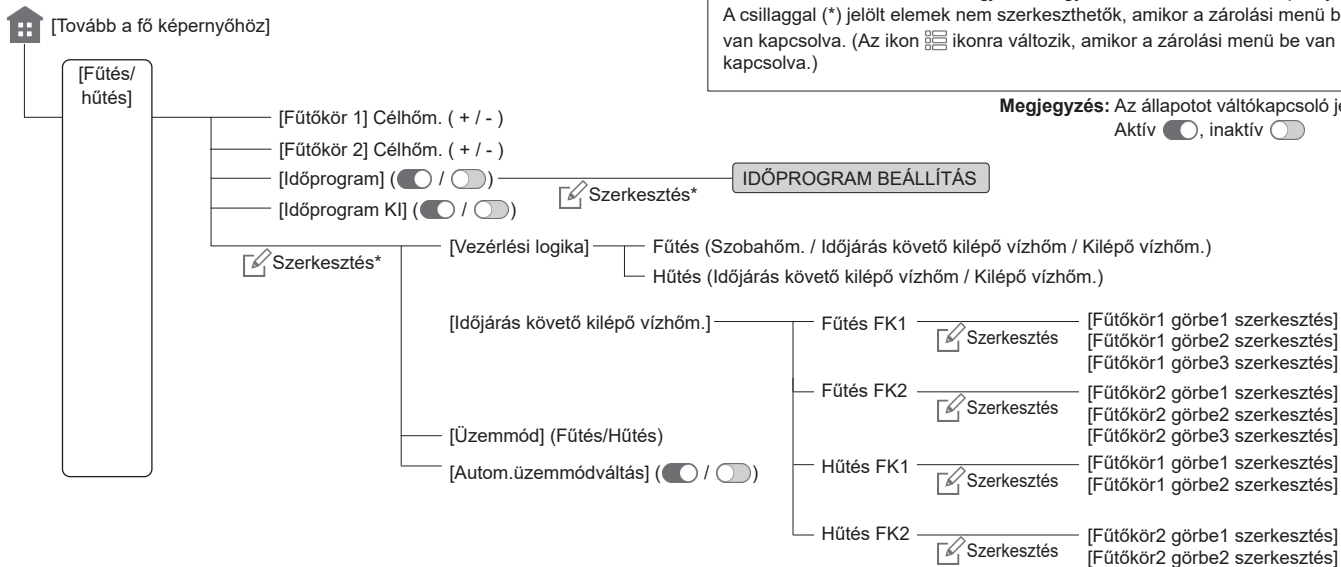 A csillaggal (*) jelölt elemek nem szerkeszthetők, amikor a zárolási menü
van kapcsolva. (Az ikon ikonra változik, amikor a zárolási menü be van
kapcsolva.)
Megjegyzés: Az állapotot váltókapcsoló
Aktív , inaktív
[Tovább a fő képernyőhöz]
[Fűtés/
hűtés]
[Fűtőkör 1] Célhőm. ( + / - )
[Fűtőkör 2] Célhőm. ( + / - )
[Időprogram] ( / )
Szerkesztés*
IDŐPROGRAM BEÁLLÍTÁS
[Időprogram KI] ( / )
Szerkesztés*
[Vezérlési logika]
Fűtés (Szobahőm. / Időjárás követő kilépő vízhőm / Kilépő vízhőm.)
Hűtés (Időjárás követő kilépő vízhőm / Kilépő vízhőm.)
[Időjárás követő kilépő vízhőm.]
Fűtés FK1
Szerkesztés
[Fűtőkör1 görbe1 szerkesztés]
[Fűtőkör1 görbe2 szerkesztés]
[Fűtőkör1 görbe3 szerkesztés]
Fűtés FK2
Szerkesztés
[Fűtőkör2 görbe1 szerkesztés]
[Fűtőkör2 görbe2 szerkesztés]
[Fűtőkör2 görbe3 szerkesztés]
Hűtés FK1
Szerkesztés
[Fűtőkör1 görbe1 szerkesztés]
[Fűtőkör1 görbe2 szerkesztés]
Hűtés FK2
Szerkesztés
[Fűtőkör2 görbe1 szerkesztés]
[Fűtőkör2 görbe2 szerkesztés]
[Üzemmód] (Fűtés/Hűtés)
[Autom.üzemmódváltás] ( / )